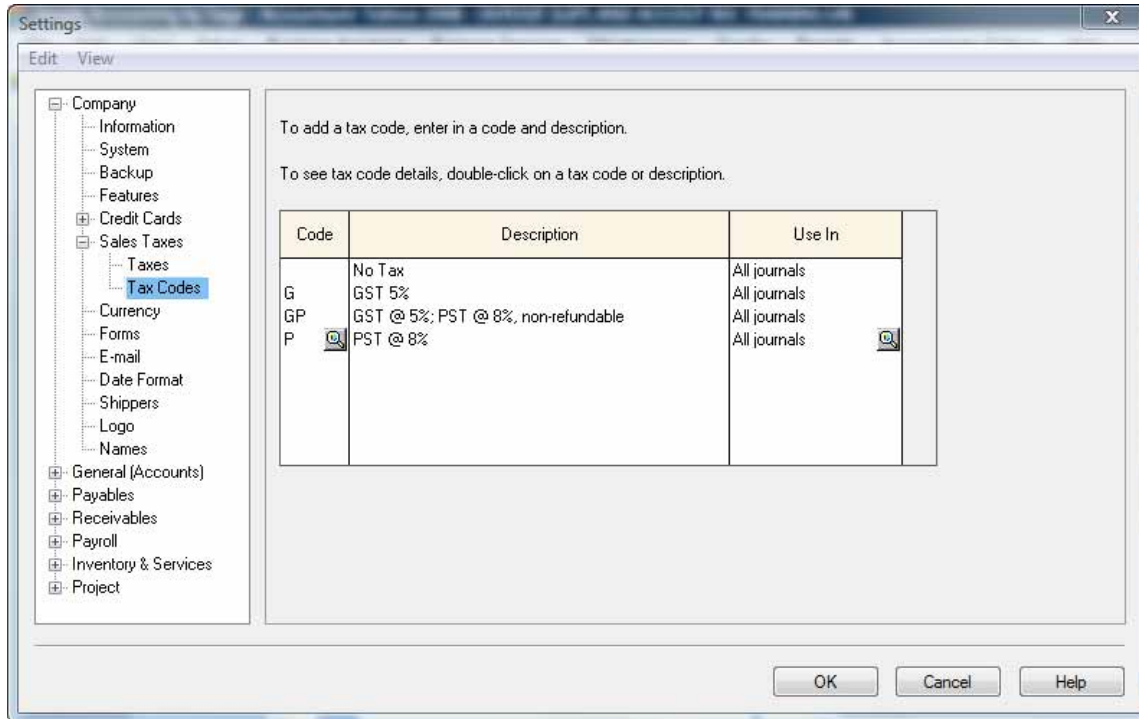 Settings
Edit View
Company
Information
System
Backup
Features
Credit Cards
Sales Taxes
Taxes
Tax Codes
Currency
Forms
E-mail
Date Format
Shippers
Logo
Names
General (Accounts)
Payables
Receivables
Payroll
Inventory & Services
Project
To add a tax code, enter in a code and description.
To see tax code details, double-click on a tax code or description.
Code Description Use In
No Tax All journals
G GST 5% All journals
GP GST @ 5%; PST @ 8%, non-refundable All journals
P PST @ 8% All journals
OK Cancel Help